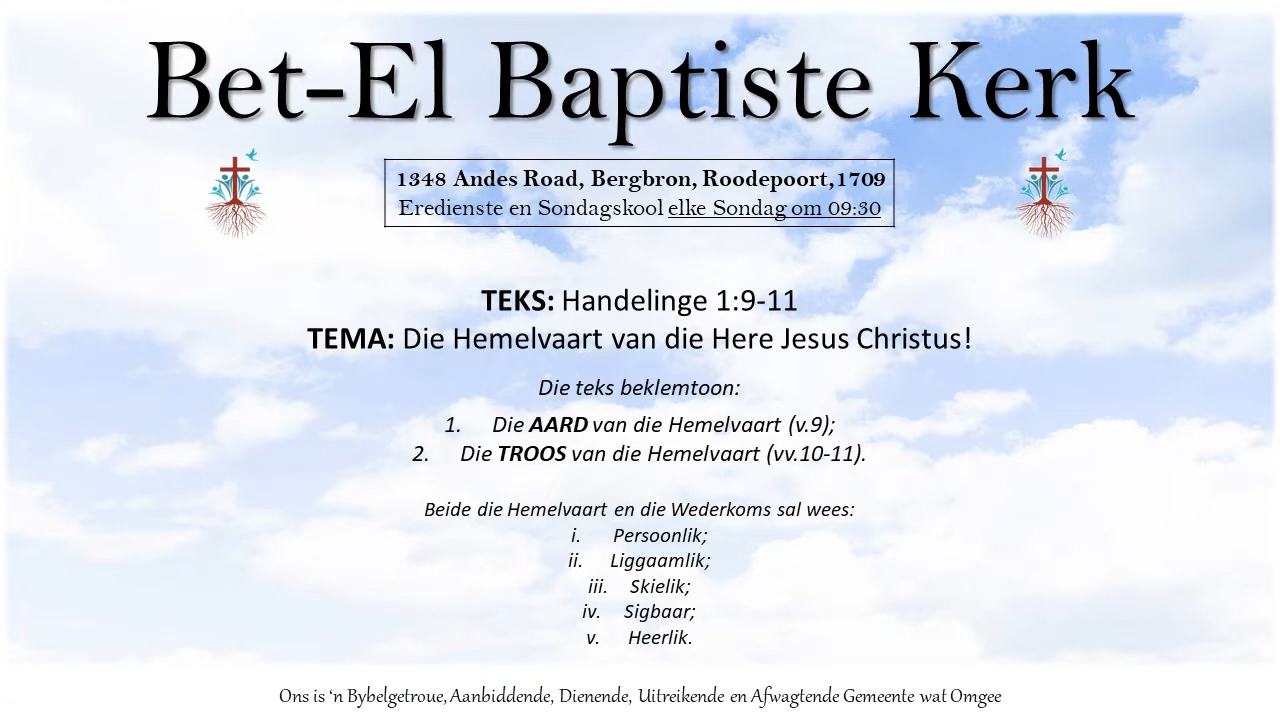 Bet-El Baptiste Kerk
1348 Andes Road, Bergbron, Roodepoort,1709
Eredienste en Sondagskool elke Sondag om 09:30
TEKS: Handelinge 1:9-11
TEMA: Die Hemelvaart van die Here Jesus Christus!
Die teks beklemtoon:
1. Die AARD van die Hemelvaart (v.9);
2. Die TROOS van die Hemelvaart (vv.10-11).
Beide die Hemelvaart en die Wederkoms sal wees:
i. Persoonlik;
ii. Liggaamlik;
iii. Skielik;
iv. Sigbaar;
v. Heerlik.
Ons is ‘n Bybelgetroue, Aanbiddende, Dienende, Uitreikende en Afwagtende Gemeente wat Omgee